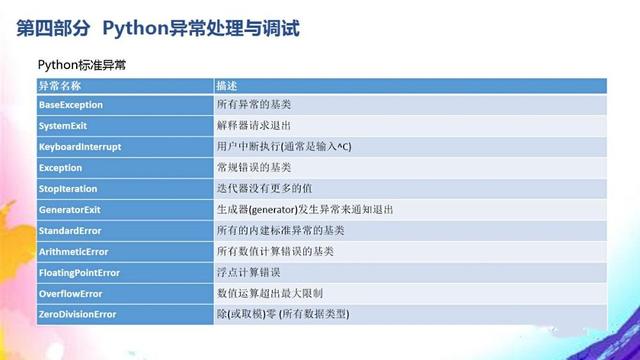 第四部分 Python异常处理与调试
Python标准异常
异常名称 描述
BaseException 所有异常的基类
SystemExit 解释器请求退出
KeyboardInterrupt 用户中断执行(通常是输入^C)
Exception 常规错误的基类
StopIteration 迭代器没有更多的值
GeneratorExit 生成器(generator)发生异常来通知退出
StandardError 所有的内建标准异常的基类
ArithmeticError 所有数值计算错误的基类
FloatingPointError 浮点计算错误
OverflowError 数值运算超出最大限制
ZeroDivisionError 除(或取模)零 (所有数据类型)